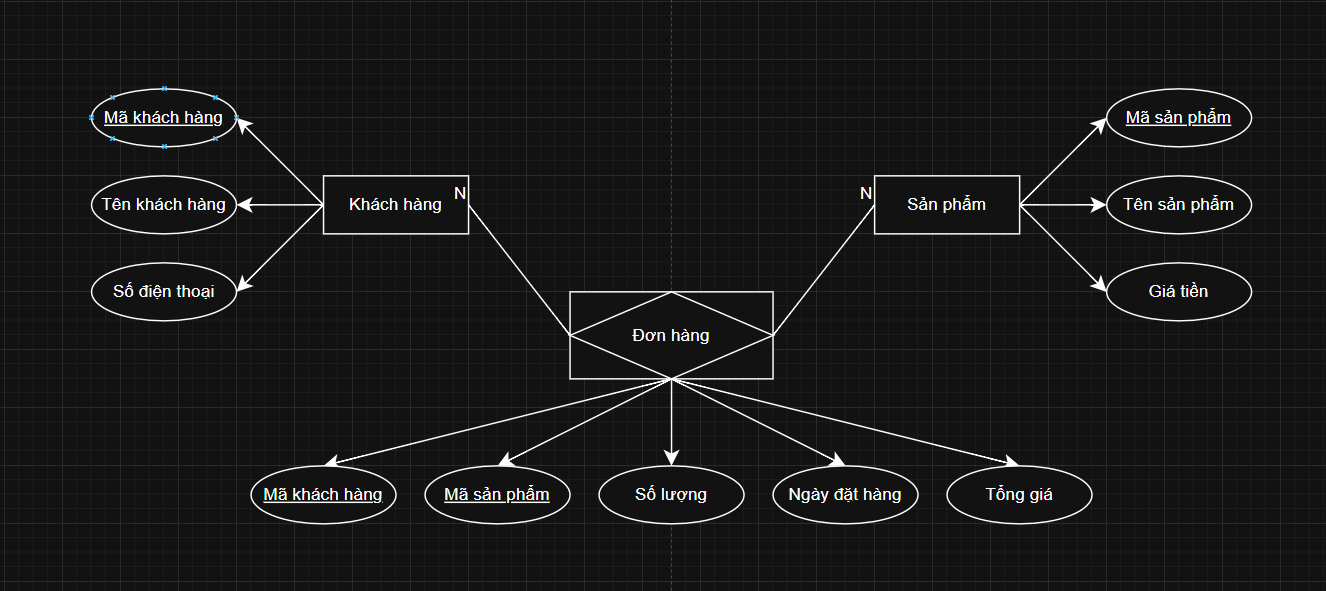 Mã khách hàng
Tên khách hàng
Số điện thoại
Khách hàng
N
N
Sản phẩm
Mã sản phẩm
Tên sản phẩm
Giá tiền
Đơn hàng
Mã khách hàng
Mã sản phẩm
Số lượng
Ngày đặt hàng
Tổng giá